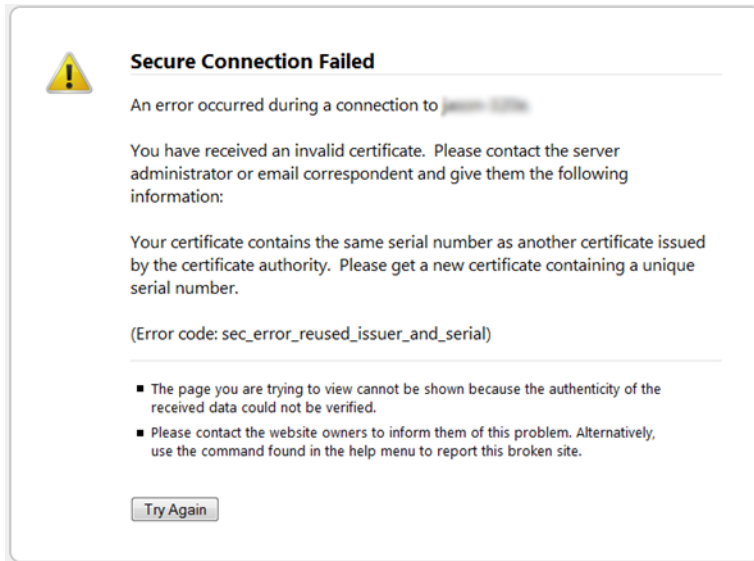 Secure Connection Failed
An error occurred during a connection to
You have received an invalid certificate. Please contact the server
administrator or email correspondent and give them the following
information:
Your certificate contains the same serial number as another certificate issued
by the certificate authority. Please get a new certificate containing a unique
serial number.
(Error code: sec_error_reused_issuer_and_serial)
The page you are trying to view cannot be shown because the authenticity of the
received data could not be verified.
Please contact the website owners to inform them of this problem. Alternatively,
use the command found in the help menu to report this broken site.
Try Again